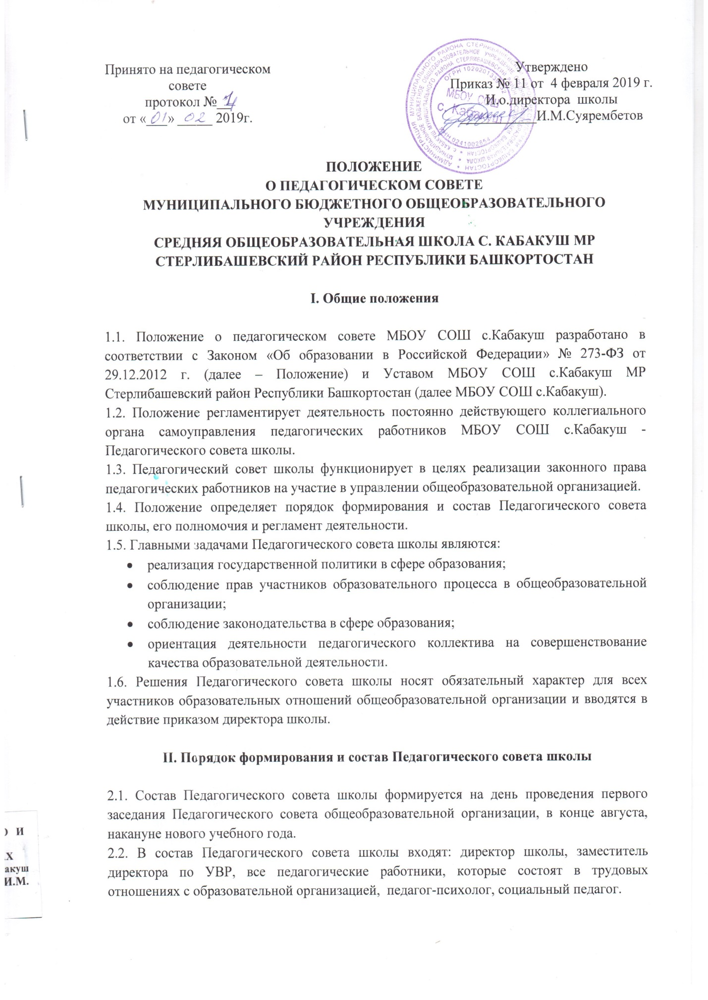 Принято на педагогическом
совете
протокол №
от «01» 02 2019г.
Утверждено
Приказ № 11 от 4 февраля 2019 г.
И.о.директора школы
И.М.Суярембетов
МБОУ СОШ
с. Кабакуш
ПОЛОЖЕНИЕ
О ПЕДАГОГИЧЕСКОМ СОВЕТЕ
МУНИЦИПАЛЬНОГО БЮДЖЕТНОГО ОБЩЕОБРАЗОВАТЕЛЬНОГО
УЧРЕЖДЕНИЯ
СРЕДНЯЯ ОБЩЕОБРАЗОВАТЕЛЬНАЯ ШКОЛА С. КАБАКУШ МР
СТЕРЛИБАШЕВСКИЙ РАЙОН РЕСПУБЛИКИ БАШКОРТОСТАН
I. Общие положения
1.1. Положение о педагогическом совете МБОУ СОШ с.Кабакуш разработано в
соответствии с Законом «Об образовании в Российской Федерации» № 273-ФЗ от
29.12.2012 г. (далее – Положение) и Уставом МБОУ СОШ с.Кабакуш МР
Стерлибашевский район Республики Башкортостан (далее МБОУ СОШ с.Кабакуш).
1.2. Положение регламентирует деятельность постоянно действующего коллегиального
органа самоуправления педагогических работников МБОУ СОШ с.Кабакуш -
Педагогического совета школы.
1.3. Педагогический совет школы функционирует в целях реализации законного права
педагогических работников на участие в управлении общеобразовательной организацией.
1.4. Положение определяет порядок формирования и состав Педагогического совета
школы, его полномочия и регламент деятельности.
1.5. Главными задачами Педагогического совета школы являются:
• реализация государственной политики в сфере образования;
• соблюдение прав участников образовательного процесса в общеобразовательной
организации;
• соблюдение законодательства в сфере образования;
• ориентация деятельности педагогического коллектива на совершенствование
качества образовательной деятельности.
1.6. Решения Педагогического совета школы носят обязательный характер для всех
участников образовательных отношений общеобразовательной организации и вводятся в
действие приказом директора школы.
II. Порядок формирования и состав Педагогического совета школы
2.1. Состав Педагогического совета школы формируется на день проведения первого
заседания Педагогического совета общеобразовательной организации, в конце августа,
накануне нового учебного года.
2.2. В состав Педагогического совета школы входят: директор школы, заместитель
директора по УВР, все педагогические работники, которые состоят в трудовых
отношениях с образовательной организацией, педагог-психолог, социальный педагог.
И
акуш
И.М.